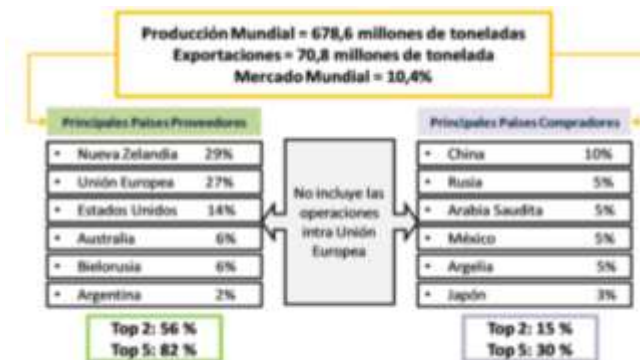 Producción Mundial = 678,6 millones de toneladas
Exportaciones = 70,8 millones de tonelada
Mercado Mundial = 10,4%
Principales Países Proveedores
• Nueva Zelandia 29%
• Unión Europea 27%
• Estados Unidos 14%
• Australia 6%
• Bielorusia 6%
• Argentina 2%
Top 2: 56 %
Top 5: 82 %
No incluye las
operaciones
intra Unión
Europea
Principales Países Compradores
• China 10%
• Rusia 5%
• Arabia Saudita 5%
• México 5%
• Argelia 5%
• Japón 3%
Top 2: 15 %
Top 5: 30 %